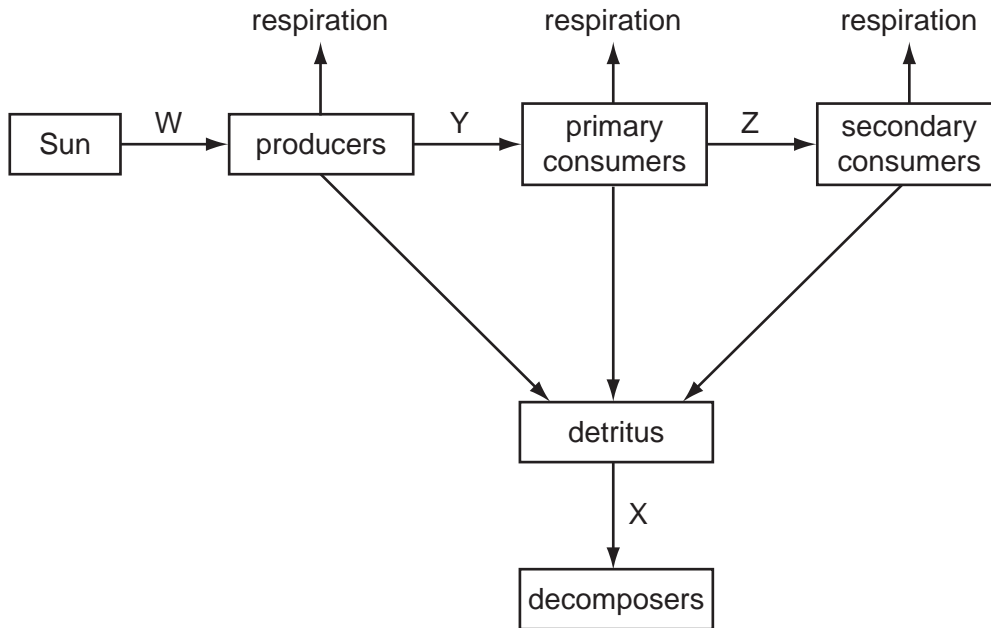 respiration respiration respiration
Sun W producers Y primary consumers Z secondary consumers
detritus
X
decomposers